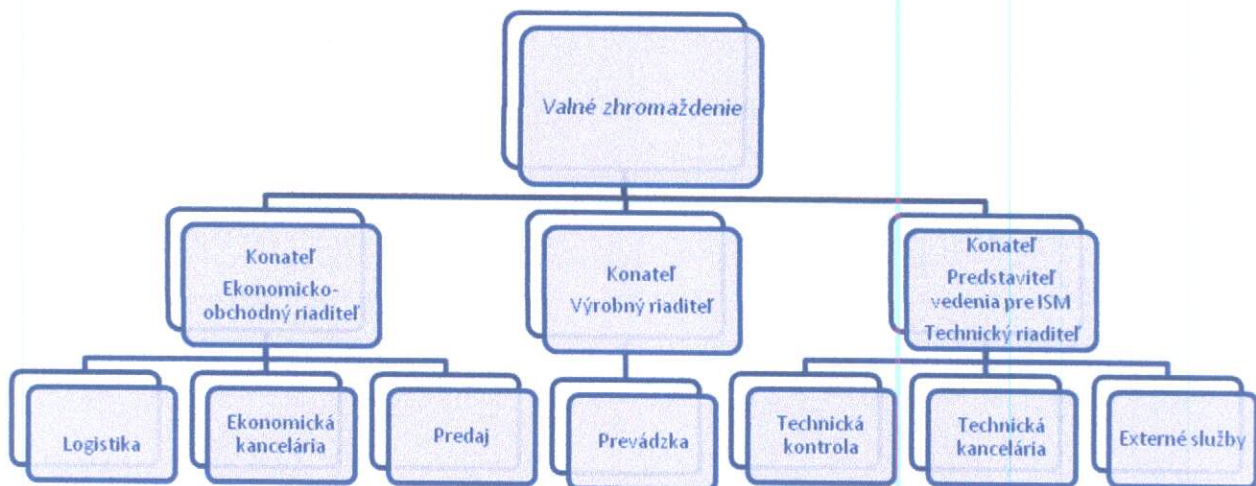 Valné zhromaždenie
Konateľ
Ekonomicko-
obchodný riaditeľ
Konateľ
Výrobný riaditeľ
Konateľ
Predstaviteľ
vedenia pre ISM
Technický riaditeľ
Logistika
Ekonomická
kancelária
Predaj
Prevádzka
Technická
kontrola
Technická
kancelária
Externé služby